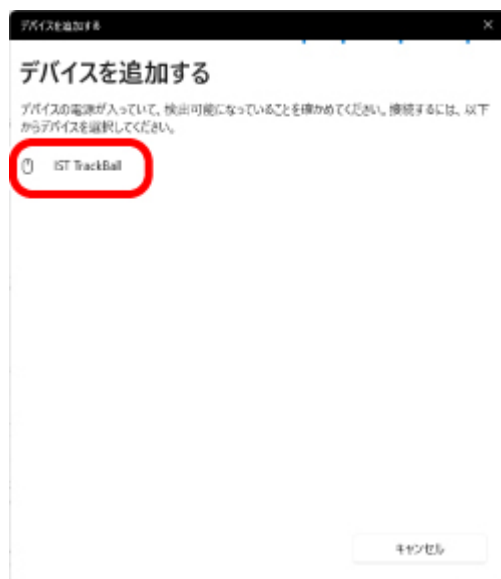 デバイスを追加する
デバイスを追加する
デバイスの電源が入っていて、検出可能になっていることを確かめてください。接続するには、以下
からデバイスを選択してください。
IST TrackBall
キャンセル